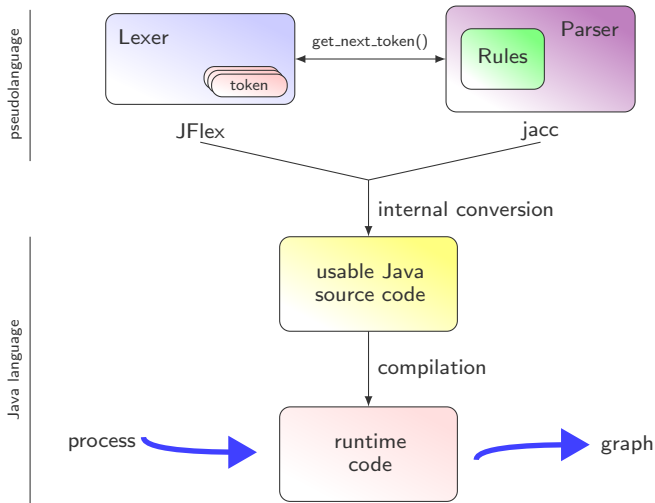 pseudolanguage
Lexer
token
get_next_token()
Parser
Rules
JFlex
jacc
internal conversion
Java language
usable Java
source code
compilation
process
runtime
code
graph